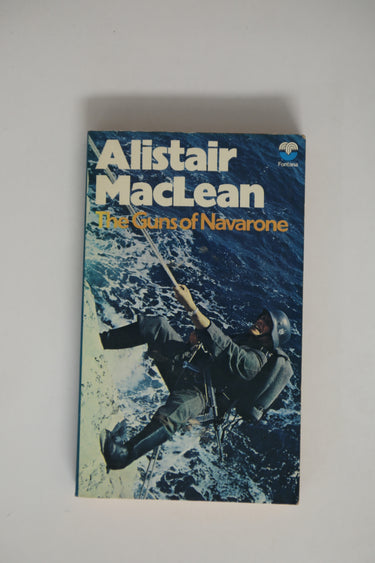 Alistair
MacLean
The Guns of Navarone
Fontana